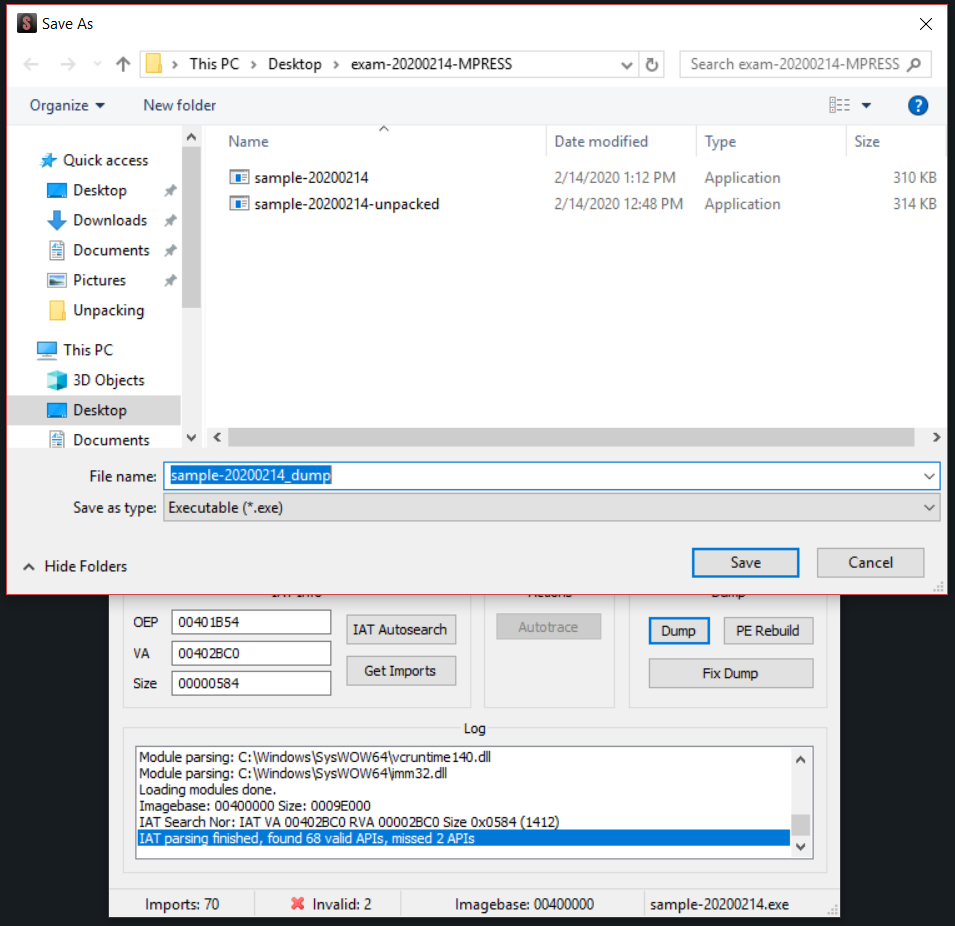 Save As
This PC > Desktop > exam-20200214-MPRESS
Search exam-20200214-MPRESS
Organize
New folder
?
Name
Date modified
Type
Size
Quick access
Desktop
Downloads
Documents
Pictures
Unpacking
This PC
3D Objects
Desktop
Documents
sample-20200214 2/14/2020 1:12 PM Application 310 KB
sample-20200214-unpacked 2/14/2020 12:48 PM Application 314 KB
File name: sample-20200214_dump
Save as type: Executable (*.exe)
Hide Folders
Save
Cancel
IAT Info
Actions
Dump
OEP 00401B54
VA 00402BC0
Size 00000584
IAT Autosearch
Get Imports
Autotrace
Dump
PE Rebuild
Fix Dump
Log
Module parsing: C:\Windows\SysWOW64\vcruntime140.dll
Module parsing: C:\Windows\SysWOW64\imm32.dll
Loading modules done.
Imagebase: 00400000 Size: 0009E000
IAT Search Nor: IAT VA 00402BC0 RVA 00002BC0 Size 0x0584 (1412)
IAT parsing finished, found 68 valid APIs, missed 2 APIs
Imports: 70
Invalid: 2
Imagebase: 00400000
sample-20200214.exe